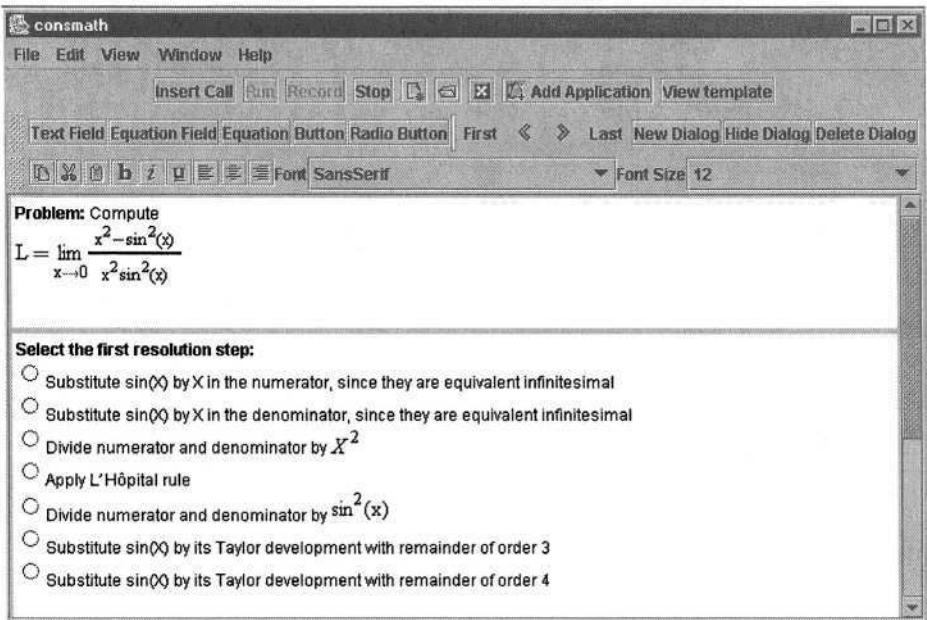 consmath
File Edit View Window Help
Insert Call Run Record Stop Add Application View template
Text Field Equation Field Equation Button Radio Button First Last New Dialog Hide Dialog Delete Dialog
b i u Font SansSerif Font Size 12
Problem: Compute
L = lim x→0 x²−sin²(x) / x²sin²(x)
Select the first resolution step:
Substitute sin(X) by X in the numerator, since they are equivalent infinitesimal
Substitute sin(X) by X in the denominator, since they are equivalent infinitesimal
Divide numerator and denominator by X²
Apply L'Hôpital rule
Divide numerator and denominator by sin²(x)
Substitute sin(X) by its Taylor development with remainder of order 3
Substitute sin(X) by its Taylor development with remainder of order 4